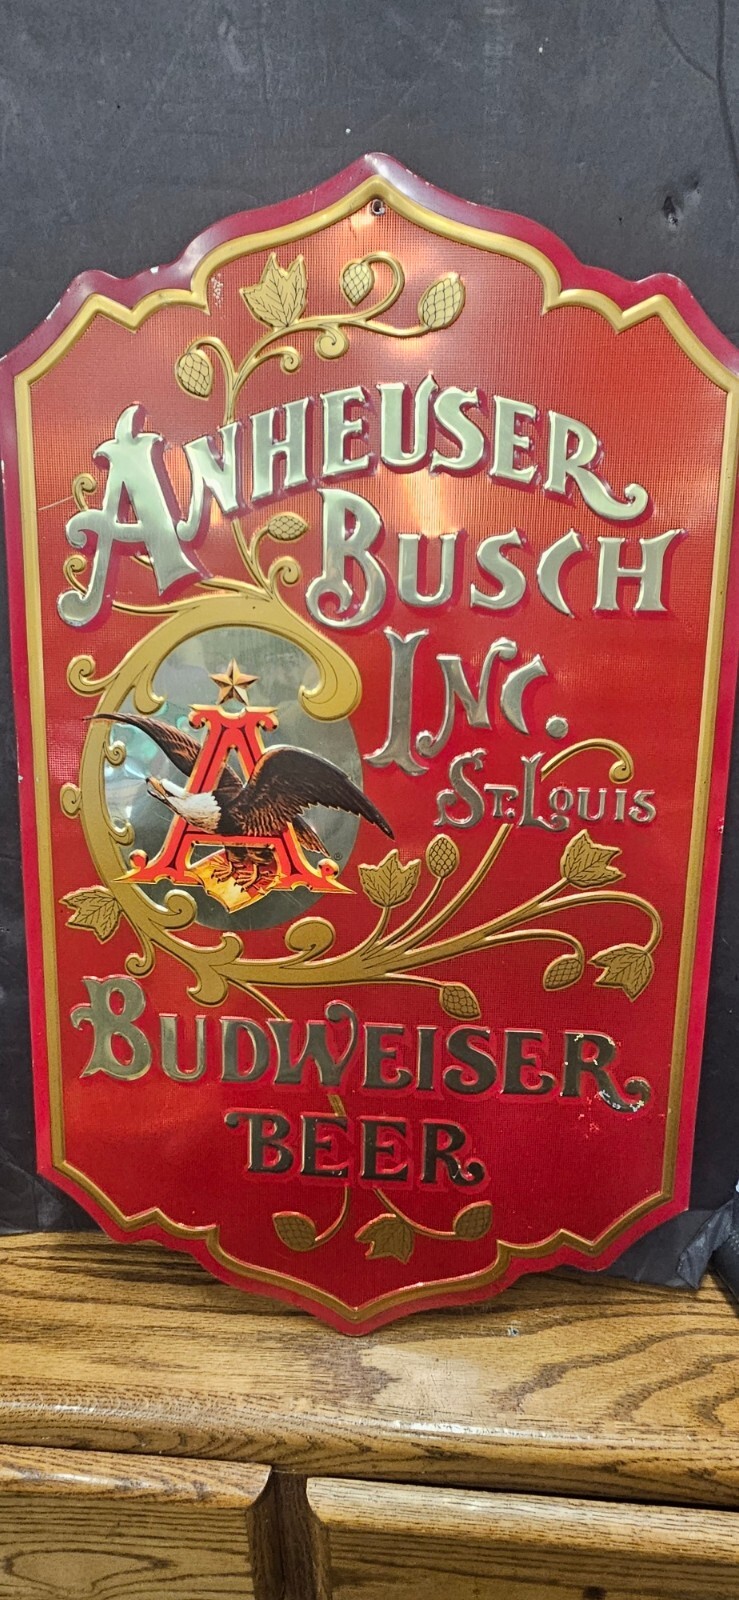 ANHEUSER
BUSCH
INC.
ST. LOUIS
A
BUDWEISER
BEER